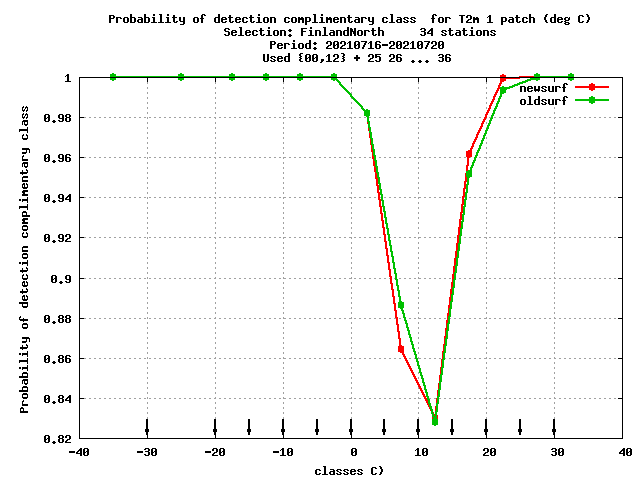 Probability of detection complimentary class  for T2m 1 patch (deg C)
Selection: FinlandNorth     34 stations
Period: 20210716-20210720
Used {00,12} + 25 26 ... 36
newsurf
oldsurf
Probability of detection complimentary class
1
0.98
0.96
0.94
0.92
0.9
0.88
0.86
0.84
0.82
-40 -30 -20 -10 0 10 20 30 40
classes C)